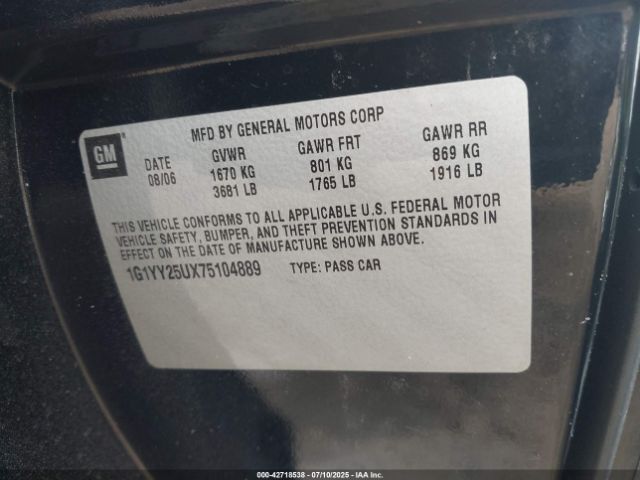 MFD BY GENERAL MOTORS CORP
GM
DATE GVWR GAWR FRT GAWR RR
08/06 1670 KG 801 KG 869 KG
3681 LB 1765 LB 1916 LB
THIS VEHICLE CONFORMS TO ALL APPLICABLE U.S. FEDERAL MOTOR
VEHICLE SAFETY, BUMPER, AND THEFT PREVENTION STANDARDS IN
EFFECT ON THE DATE OF MANUFACTURE SHOWN ABOVE.
1G1YY25UX75104889 TYPE: PASS CAR
000-42718538 - 07/10/2025 - IAA Inc.